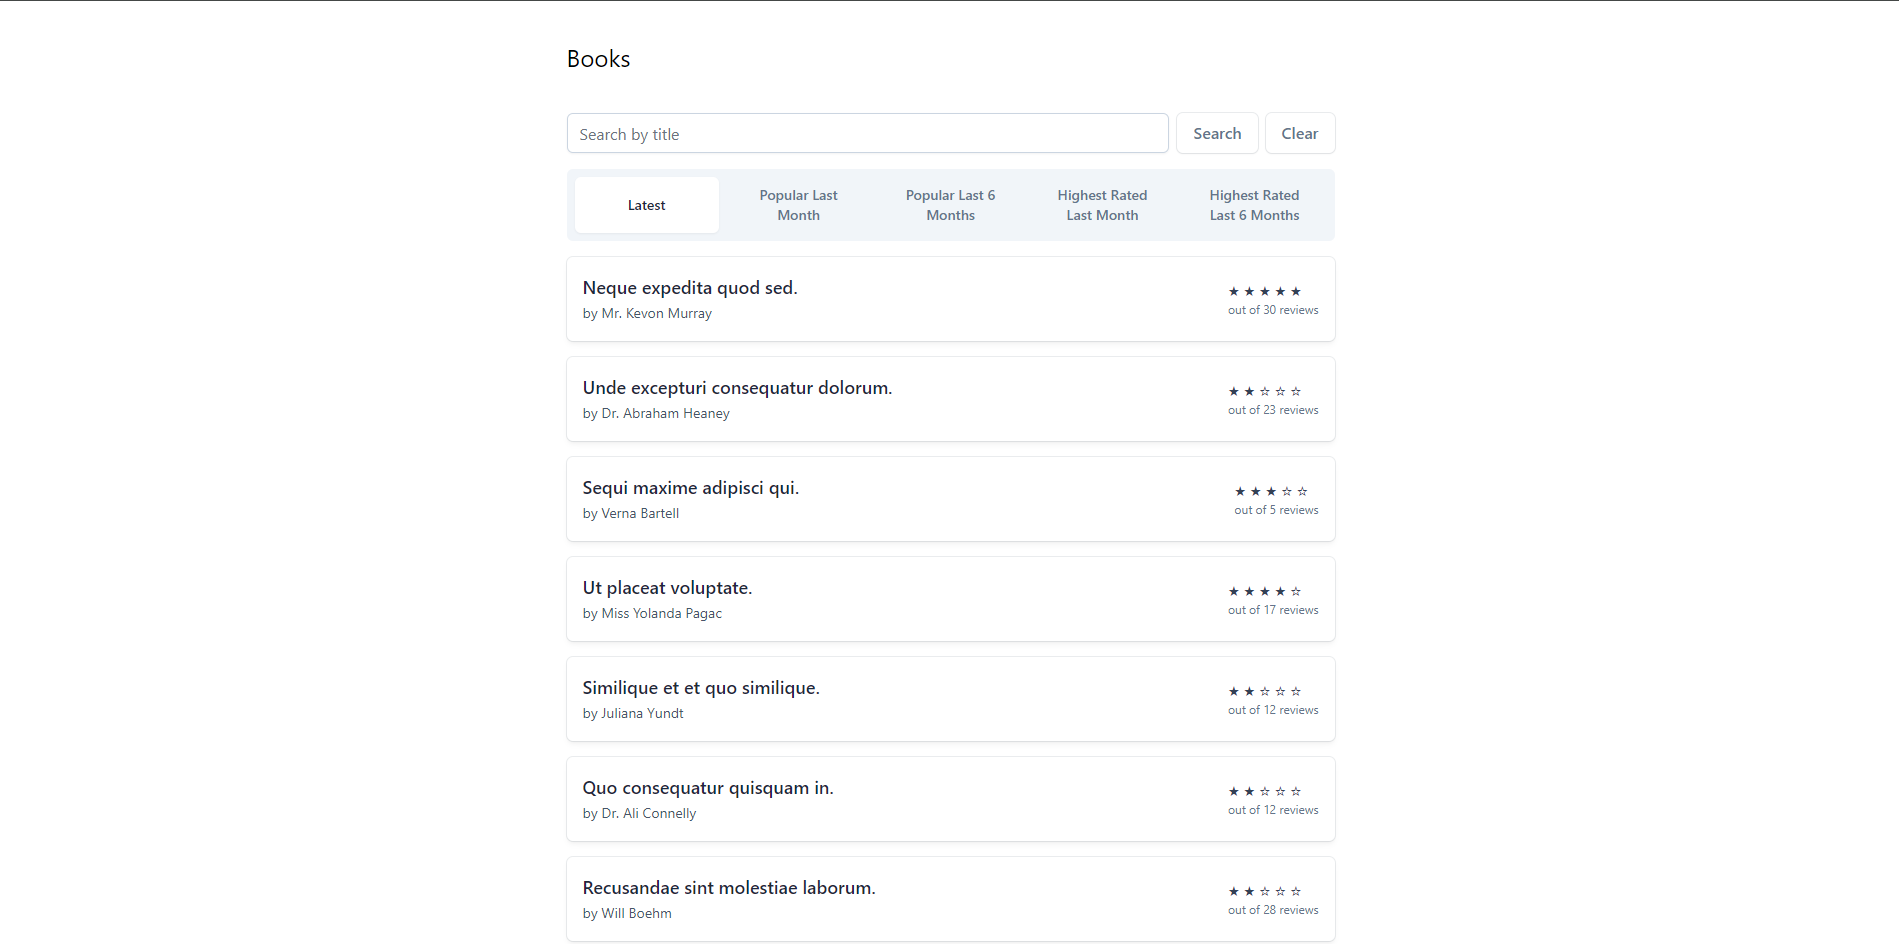 Books
Search by title
Search
Clear
Latest
Popular Last
Month
Popular Last 6
Months
Highest Rated
Last Month
Highest Rated
Last 6 Months
Neque expedita quod sed.
by Mr. Kevon Murray
★ ★ ★ ★ ★
out of 30 reviews
Unde excepturi consequatur dolorum.
by Dr. Abraham Heaney
★ ★ ☆ ☆ ☆
out of 23 reviews
Sequi maxime adipisci qui.
by Verna Bartell
★ ★ ★ ☆ ☆
out of 5 reviews
Ut placeat voluptate.
by Miss Yolanda Pagac
★ ★ ★ ★ ☆
out of 17 reviews
Similique et et quo similique.
by Juliana Yundt
★ ★ ☆ ☆ ☆
out of 12 reviews
Quo consequatur quisquam in.
by Dr. Ali Connelly
★ ★ ☆ ☆ ☆
out of 12 reviews
Recusandae sint molestiae laborum.
by Will Boehm
★ ★ ☆ ☆ ☆
out of 28 reviews